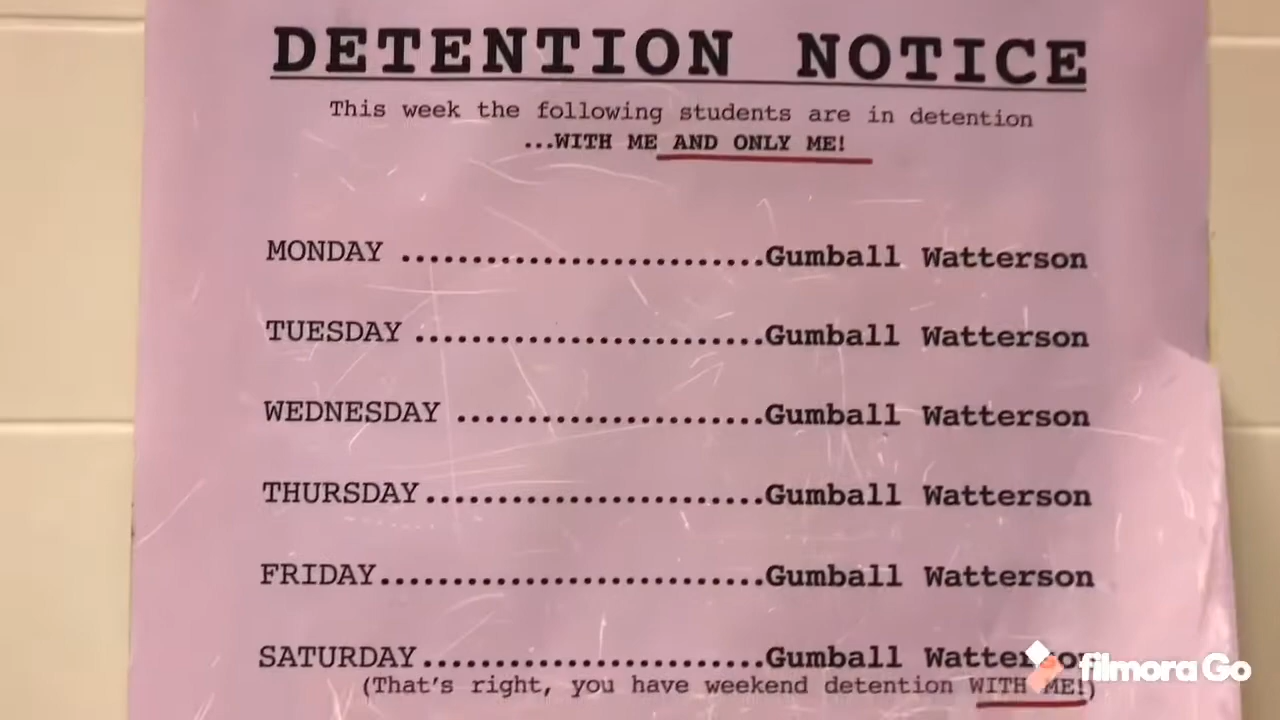 DETENTION NOTICE
This week the following students are in detention
...WITH ME AND ONLY ME!
MONDAY ..........................Gumball Watterson
TUESDAY .........................Gumball Watterson
WEDNESDAY ......................Gumball Watterson
THURSDAY........................Gumball Watterson
FRIDAY...........................Gumball Watterson
SATURDAY........................Gumball Watterson
(That's right, you have weekend detention WITH ME!)
filmora Go